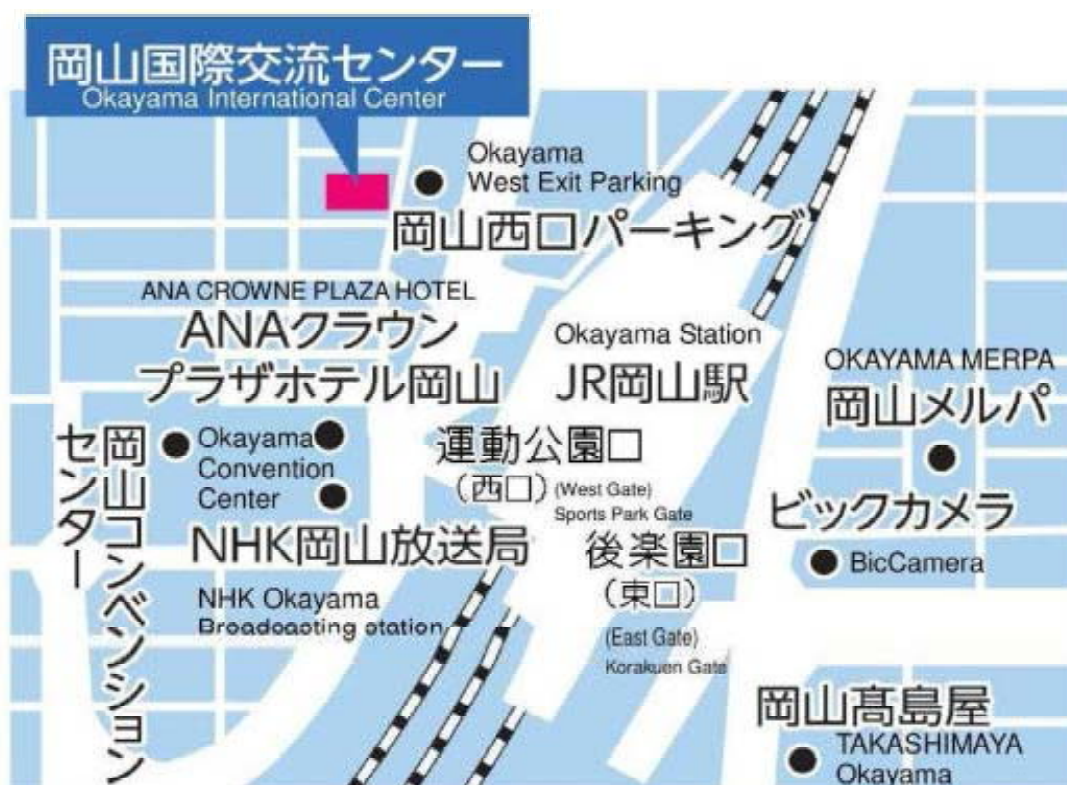 岡山国際交流センター
Okayama International Center
Okayama
West Exit Parking
岡山西口パーキング
ANA CROWNE PLAZA HOTEL
ANAクラウン
プラザホテル岡山
Okayama Station
JR岡山駅
OKAYAMA MERPA
岡山メルパ
岡山コンベンション
センター
Okayama
Convention
Center
運動公園口
(西口)
(West Gate)
Sports Park Gate
ビックカメラ
BicCamera
NHK岡山放送局
NHK Okayama
Broadcasting station
後楽園口
(東口)
(East Gate)
Korakuen Gate
岡山髙島屋
TAKASHIMAYA
Okayama